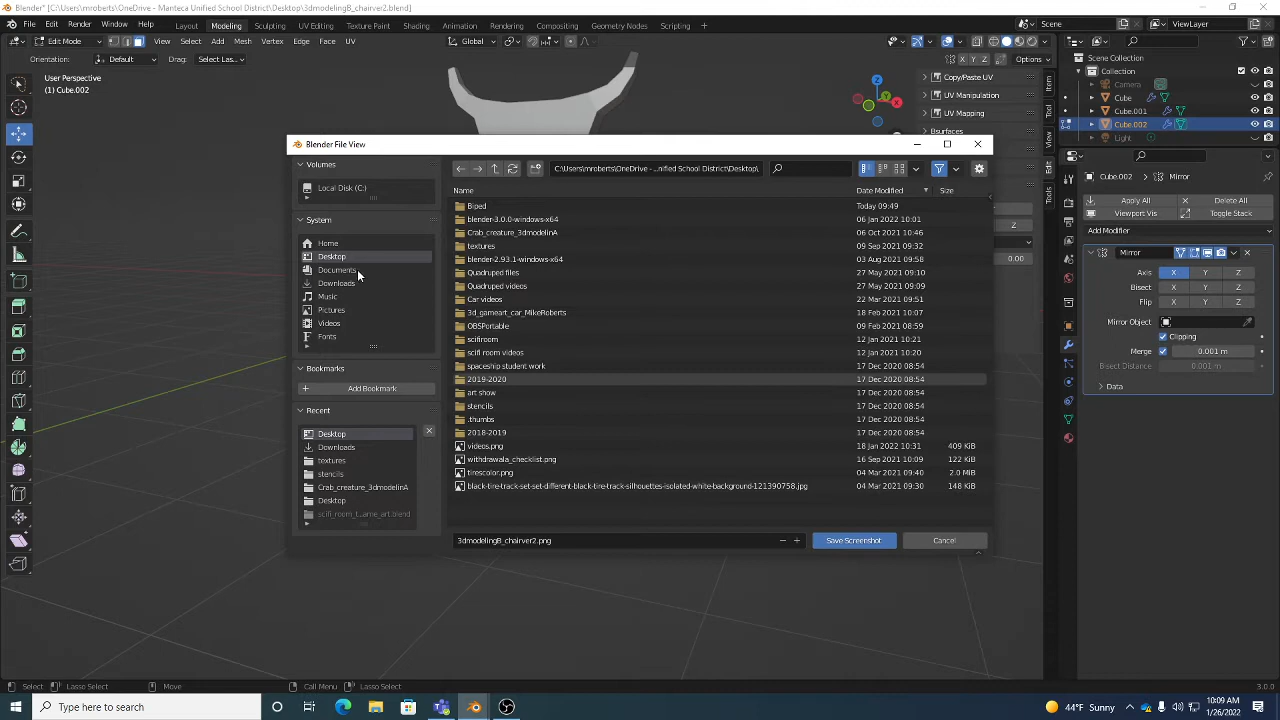 Blender* [C:\Users\mroberts\OneDrive - Manteca Unified School District\Desktop\3dmodelingB_chairver2.blend]
File Edit Render Window Help Layout Modeling Sculpting UV Editing Texture Paint Shading Animation Rendering Compositing Geometry Nodes Scripting + Scene ViewLayer
Edit Mode View Select Add Mesh Vertex Edge Face UV Global
Orientation: Default Drag: Select Las... X Y Z Options
User Perspective
(1) Cube.002
Scene Collection
Collection
Camera
Cube
Cube.001
Cube.002
Light
Copy/Paste UV
UV Manipulation
UV Mapping
Bsurfaces
Item
Tool
View
Edit
Tools
Z
0.00
Z
X
Y
Blender File View
Volumes
Local Disk (C:)
System
Home
Desktop
Documents
Downloads
Music
Pictures
Videos
Fonts
Bookmarks
Add Bookmark
Recent
Desktop
Downloads
textures
stencils
Crab_creature_3dmodelinA
Desktop
scifi_room_t...ame_art.blend
C:\Users\mroberts\OneDrive - ...nified School District\Desktop\
Name Date Modified Size
Biped Today 09:49
blender-3.0.0-windows-x64 06 Jan 2022 10:01
Crab_creature_3dmodelinA 06 Oct 2021 10:46
textures 09 Sep 2021 09:32
blender-2.93.1-windows-x64 03 Aug 2021 09:58
Quadruped files 27 May 2021 09:10
Quadruped videos 27 May 2021 09:09
Car videos 22 Mar 2021 09:51
3d_gameart_car_MikeRoberts 18 Feb 2021 10:07
OBSPortable 09 Feb 2021 08:59
scifiroom 12 Jan 2021 10:21
scifi room videos 12 Jan 2021 10:20
spaceship student work 17 Dec 2020 08:54
2019-2020 17 Dec 2020 08:54
art show 17 Dec 2020 08:54
stencils 17 Dec 2020 08:54
.thumbs 17 Dec 2020 08:54
2018-2019 17 Dec 2020 08:54
videos.png 18 Jan 2022 10:31 409 KiB
withdrawala_checklist.png 16 Sep 2021 10:09 122 KiB
tirescolor.png 04 Mar 2021 09:40 2.0 MiB
black-tire-track-set-set-different-black-tire-track-silhouettes-isolated-white-background-121390758.jpg 04 Mar 2021 09:30 148 KiB
3dmodelingB_chairver2.png Save Screenshot Cancel
Cube.002 Mirror
Apply All Delete All
Viewport Vis Toggle Stack
Add Modifier
Mirror
Axis X Y Z
Bisect X Y Z
Flip X Y Z
Mirror Object
Clipping
Merge 0.001 m
Bisect Distance 0.001 m
Data
Select Lasso Select Move Call Menu Lasso Select 3.0.0
Type here to search
44°F Sunny
10:09 AM
1/26/2022